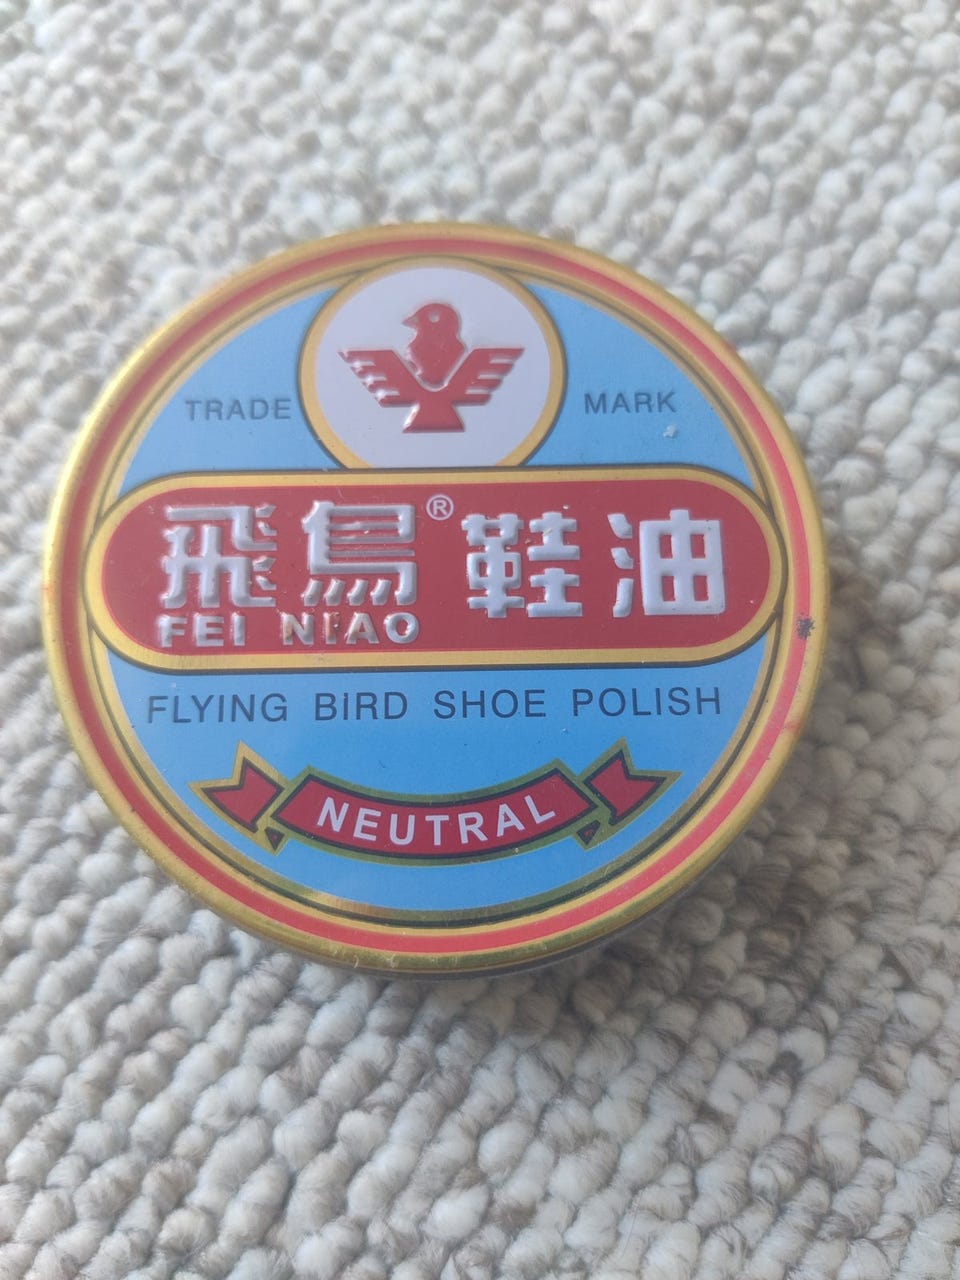 TRADE MARK
飛鳥® 鞋油
FEI NIAO
FLYING BIRD SHOE POLISH
NEUTRAL